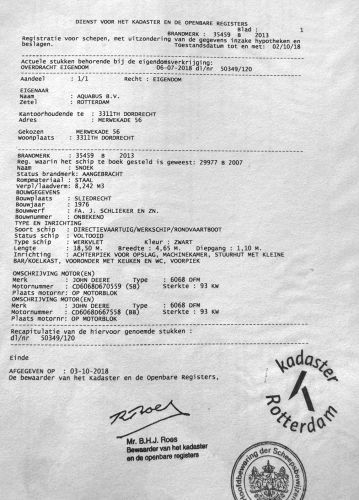 DIENST VOOR HET KADASTER EN DE OPENBARE REGISTERS
Blad : 1
BRANDMERK : 35459 B 2013
Registratie voor schepen, met uitzondering van de gegevens inzake hypotheken en
beslagen. Toestandsdatum tot en met: 02/10/18
Actuele stukken behorende bij de eigendomsverkrijging:
OVERDRACHT EIGENDOM 06-07-2018 dl/nr 50349/120
Aandeel : 1/1 Recht : EIGENDOM
EIGENAAR
Naam : AQUABUS B.V.
Zetel : ROTTERDAM
Kantoorhoudende te : 3311TH DORDRECHT
Adres : MERWEKADE 56
Gekozen MERWEKADE 56
woonplaats : 3311TH DORDRECHT
BRANDMERK : 35459 B 2013
Reg. waarin het schip te boek gesteld is geweest: 29977 B 2007
Naam : SNOEK
Status brandmerk: AANGEBRACHT
Rompmateriaal : STAAL
Verpl/laadverm: 8,242 m3
BOUWGEGEVENS
Bouwplaats : SLIEDRECHT
Bouwjaar : 1976
Bouwwerf : FA. J. SCHLIEKER EN ZN.
Bouwnummer : ONBEKEND
TYPE EN INRICHTING
Soort schip : DIRECTIEVAARTUIG/WERKSCHIP/RONDVAARTBOOT
Status schip : VOLTOOID
Type schip : WERKVLET Kleur : ZWART
Lengte : 18,50 M. Breedte : 4,65 M. Diepgang : 1,10 M.
Inrichting : ACHTERPIEK VOOR OPSLAG, MACHINEKAMER, STUURHUT MET KLEINE
BAR/KOELKAST, VOORONDER MET KEUKEN EN WC, VOORPIEK
OMSCHRIJVING MOTOR(EN)
Merk : JOHN DEERE Type : 6068 DFM
Motornummer : CD6068D670559 (SB) Sterkte : 93 KW
Plaats motornr: OP MOTORBLOK
OMSCHRIJVING MOTOR(EN)
Merk : JOHN DEERE Type : 6068 DFM
Motornummer : CD6068D667558 (BB) Sterkte : 93 KW
Plaats motornr: OP MOTORBLOK
Recapitulatie van de hiervoor genoemde stukken :
dl/nr 50349/120
Einde
AFGEGEVEN OP : 03-10-2018
De bewaarder van het Kadaster en de Openbare Registers,
kadaster
Rotterdam
Mr. B.H.J. Roes
Bewaarder van het kadaster
en de openbare registers